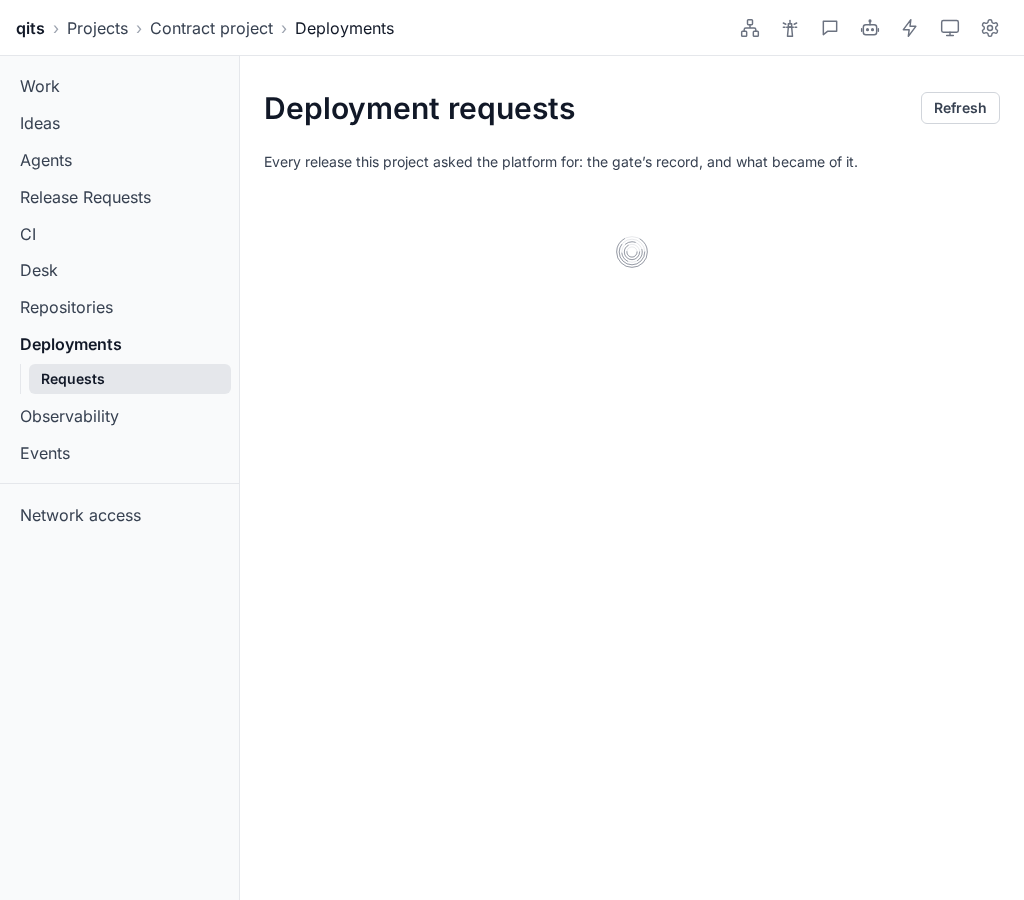 qits › Projects › Contract project › Deployments
Work
Ideas
Agents
Release Requests
CI
Desk
Repositories
Deployments
Requests
Observability
Events
Network access
Deployment requests
Refresh
Every release this project asked the platform for: the gate’s record, and what became of it.